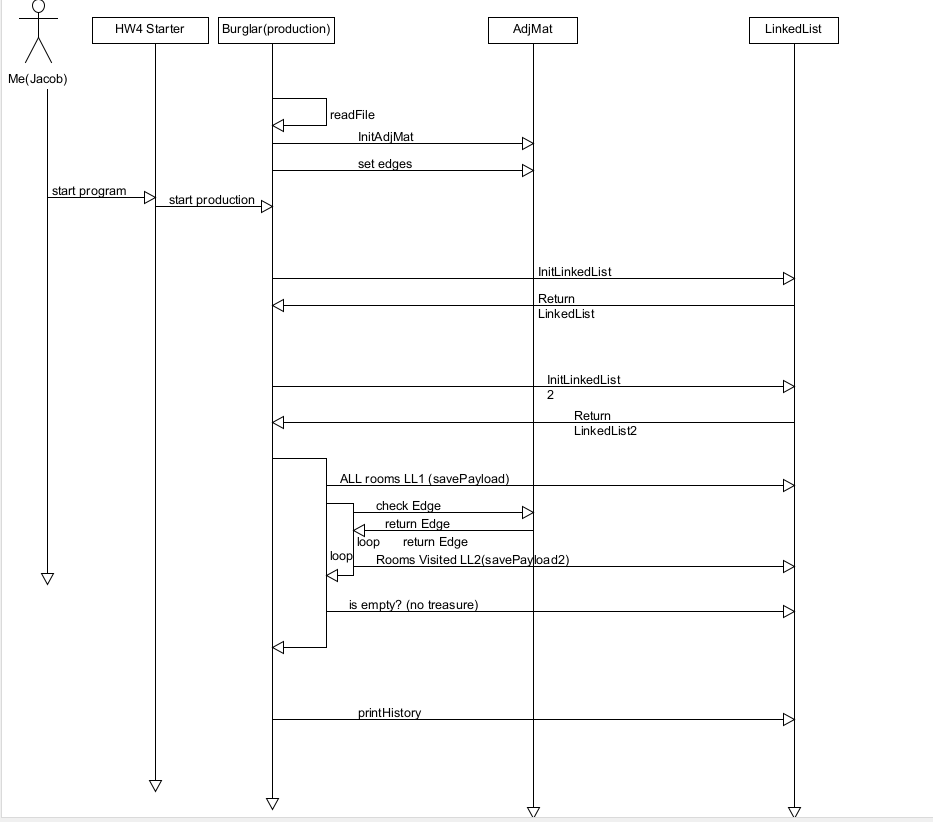 HW4 Starter
Burglar(production)
AdjMat
LinkedList
Me(Jacob)
readFile
InitAdjMat
set edges
start program
start production
InitLinkedList
Return
LinkedList
InitLinkedList
2
Return
LinkedList2
ALL rooms LL1 (savePayload)
check Edge
return Edge
loop
return Edge
loop
Rooms Visited LL2(savePayload2)
is empty? (no treasure)
printHistory